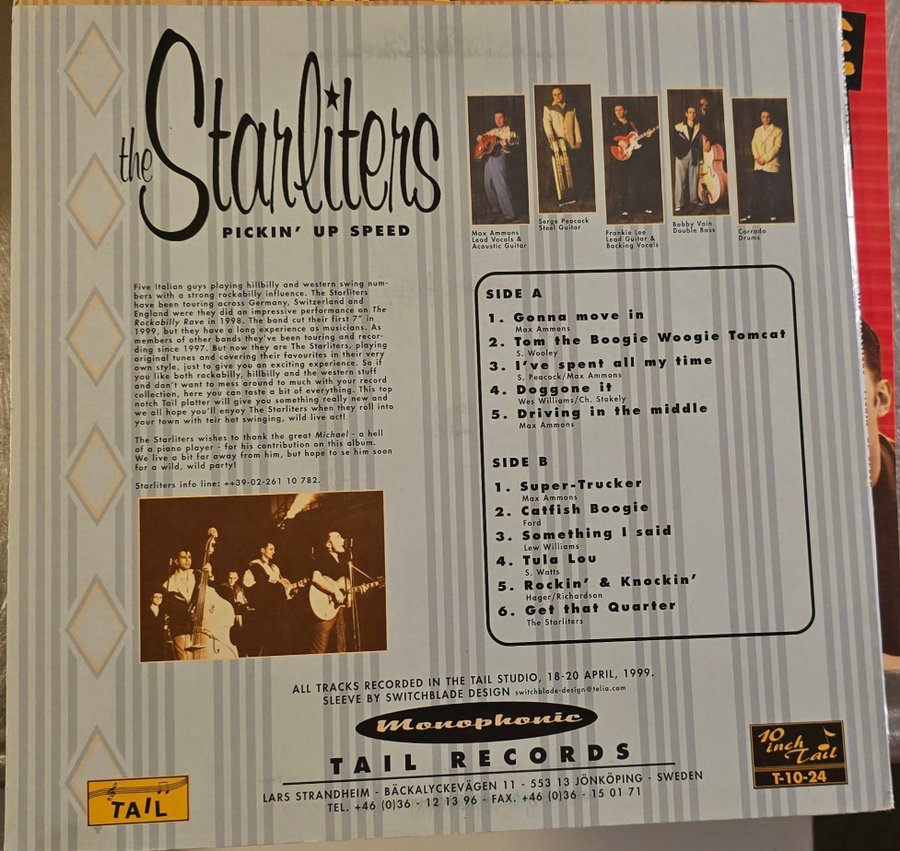 the Starliters
PICKIN' UP SPEED
Max Ammons
Lead Vocals &
Acoustic Guitar
Serge Peacock
Steel Guitar
Frankie Lee
Lead Guitar &
Backing Vocals
Bobby Vain
Double Bass
Corrado
Drums
Five Italian guys playing hillbilly and western swing num-
bers with a strong rockabilly influence. The Starliters
have been touring across Germany, Switzerland and
England were they did an impressive performance on The
Rockabilly Rave in 1998. The band cut their first 7" in
1999, but they have a long experience as musicians. As
members of other bands they've been touring and recor-
ding since 1997. But now they are The Starliters, playing
original tunes and covering their favourites in their very
own style, just to give you an exciting experience. So if
you like both rockabilly, hillbilly and the western stuff
and don't want to mess around to much with your record
collection, here you can taste a bit of everything. This top
notch Tail platter will give you something really new and
we all hope you'll enjoy The Starliters when they roll into
your town with teir hot swinging, wild live act!
The Starliters wishes to thank the great Michael - a hell
of a piano player - for his contribution on this album.
We live a bit far away from him, but hope to se him soon
for a wild, wild party!
Starliters info line: ++39-02-261 10 782.
SIDE A
1. Gonna move in
Max Ammons
2. Tom the Boogie Woogie Tomcat
S. Wooley
3. I've spent all my time
S. Peacock/Max Ammons
4. Doggone it
Wes Williams/Ch. Stokely
5. Driving in the middle
Max Ammons
SIDE B
1. Super-Trucker
Max Ammons
2. Catfish Boogie
Ford
3. Something I said
Lew Williams
4. Tula Lou
S. Watts
5. Rockin' & Knockin'
Hager/Richardson
6. Get that Quarter
The Starliters
ALL TRACKS RECORDED IN THE TAIL STUDIO, 18-20 APRIL, 1999.
SLEEVE BY SWITCHBLADE DESIGN switchblade-design@telia.com
Monophonic
TAIL RECORDS
LARS STRANDHEIM - BÄCKALYCKEVÄGEN 11 - 553 13 JÖNKÖPING - SWEDEN
TEL. +46 (0)36 - 12 13 96 - FAX. +46 (0)36 - 15 01 71
TAIL
10
inch
Tail
T-10-24